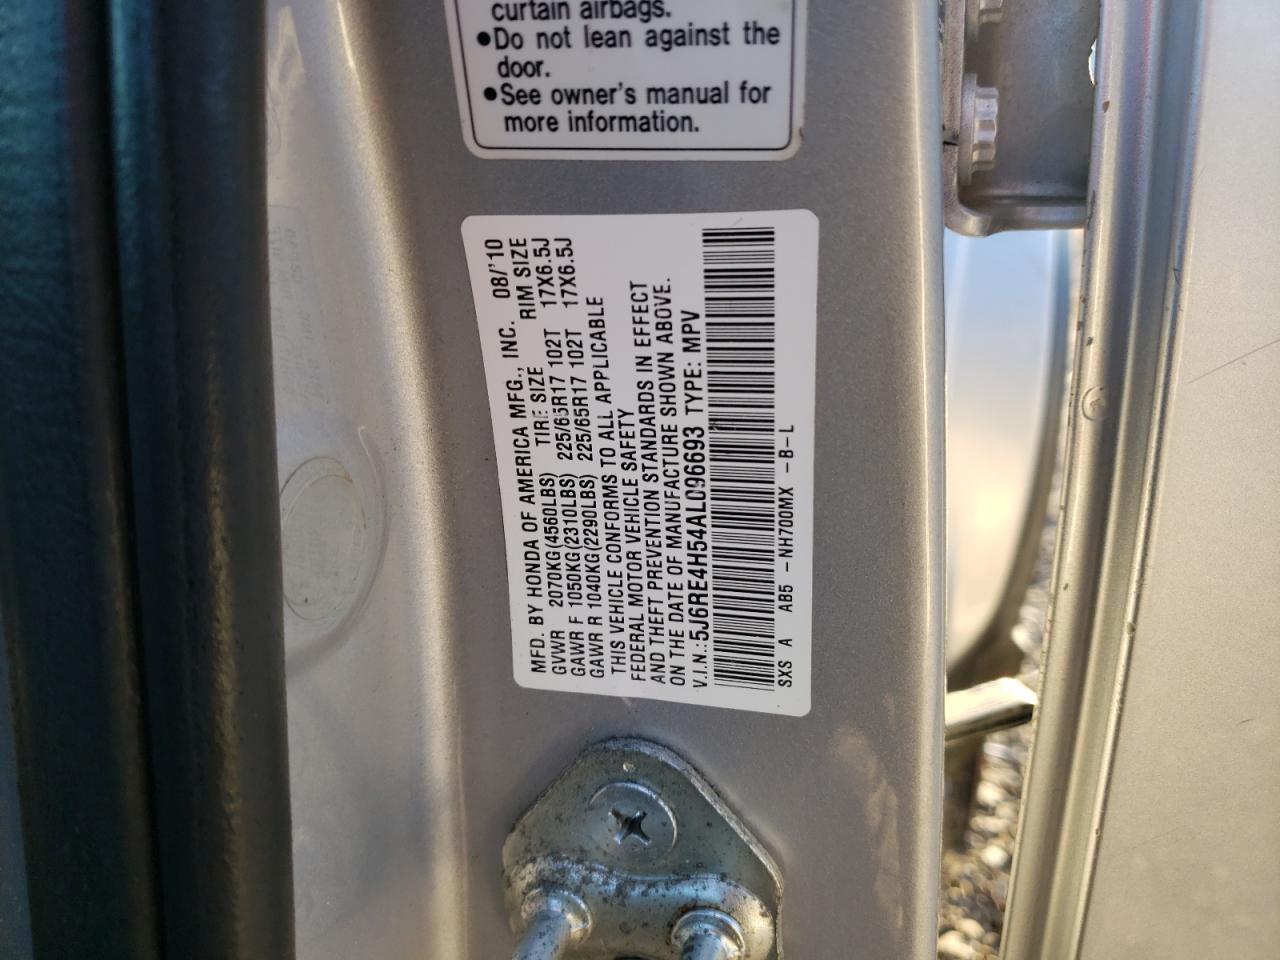 curtain airbags.
●Do not lean against the
door.
●See owner's manual for
more information.
MFD. BY HONDA OF AMERICA MFG., INC. 08/'10
GVWR 2070KG(4560LBS) TIRE SIZE RIM SIZE
GAWR F 1050KG(2310LBS) 225/65R17 102T 17X6.5J
GAWR R 1040KG(2290LBS) 225/65R17 102T 17X6.5J
THIS VEHICLE CONFORMS TO ALL APPLICABLE
FEDERAL MOTOR VEHICLE SAFETY
AND THEFT PREVENTION STANDARDS IN EFFECT
ON THE DATE OF MANUFACTURE SHOWN ABOVE.
V.I.N.:5J6RE4H54AL096693 TYPE: MPV
SXS A AB5 -NH700MX -B-L